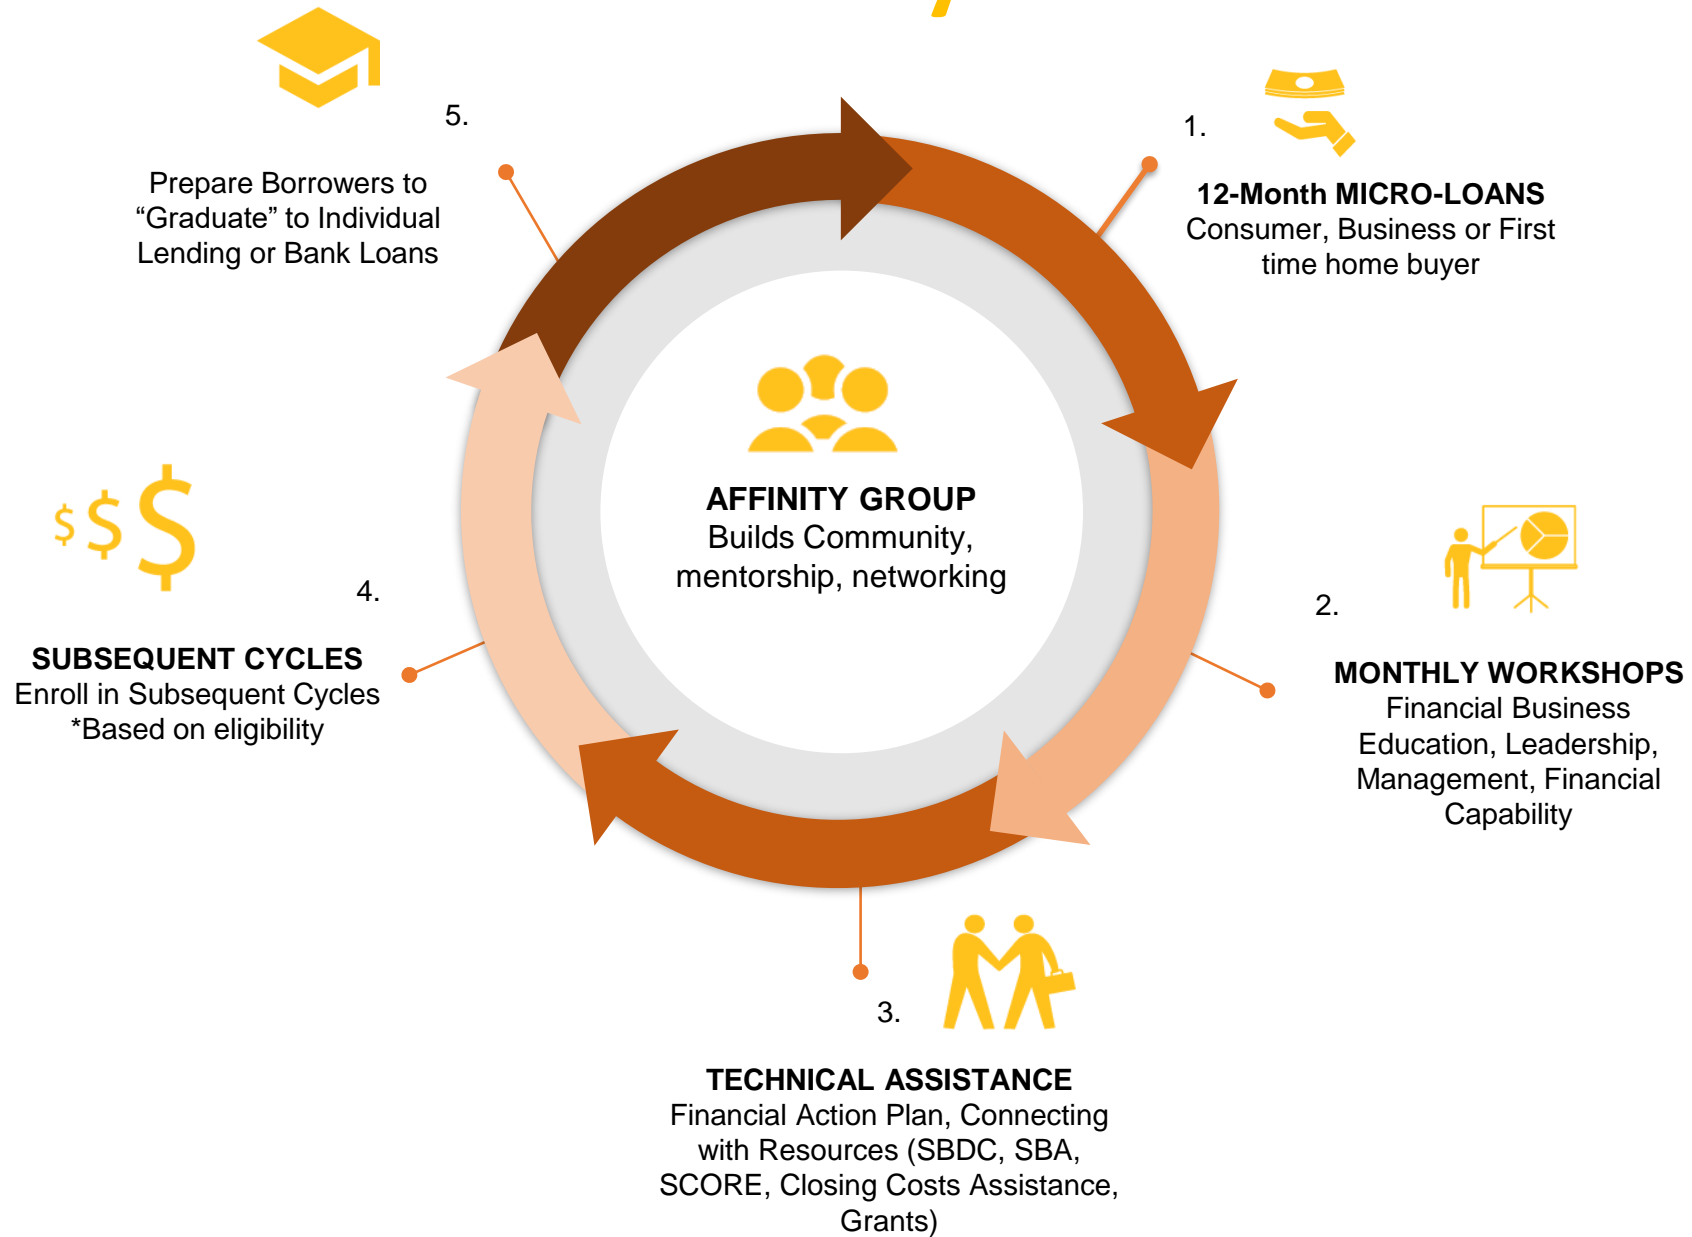 1.
12-Month MICRO-LOANS
Consumer, Business or First
time home buyer
2.
MONTHLY WORKSHOPS
Financial Business
Education, Leadership,
Management, Financial
Capability
3.
TECHNICAL ASSISTANCE
Financial Action Plan, Connecting
with Resources (SBDC, SBA,
SCORE, Closing Costs Assistance,
Grants)
4.
SUBSEQUENT CYCLES
Enroll in Subsequent Cycles
*Based on eligibility
5.
Prepare Borrowers to
“Graduate” to Individual
Lending or Bank Loans
AFFINITY GROUP
Builds Community,
mentorship, networking
$$$